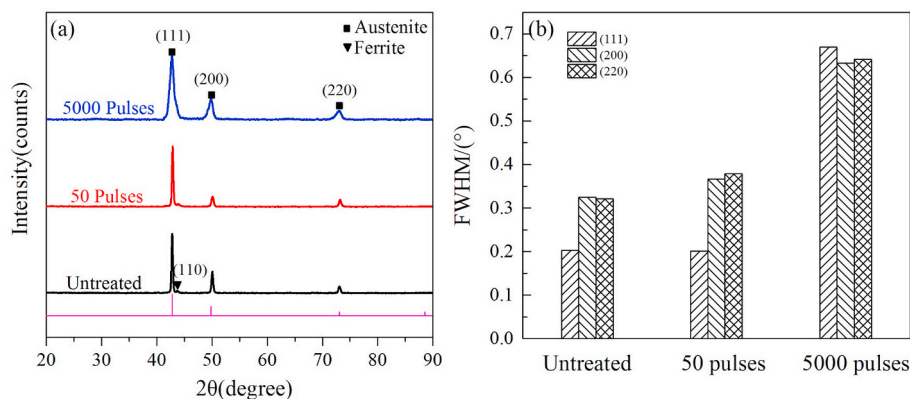 (a)
Austenite
Ferrite
(111)
(200)
(220)
5000 Pulses
50 Pulses
Untreated
(110)
Intensity(counts)
20 30 40 50 60 70 80 90
2θ(degree)
(b)
(111)
(200)
(220)
0.7
0.6
0.5
0.4
0.3
0.2
0.1
0.0
FWHM/(°)
Untreated 50 pulses 5000 pulses